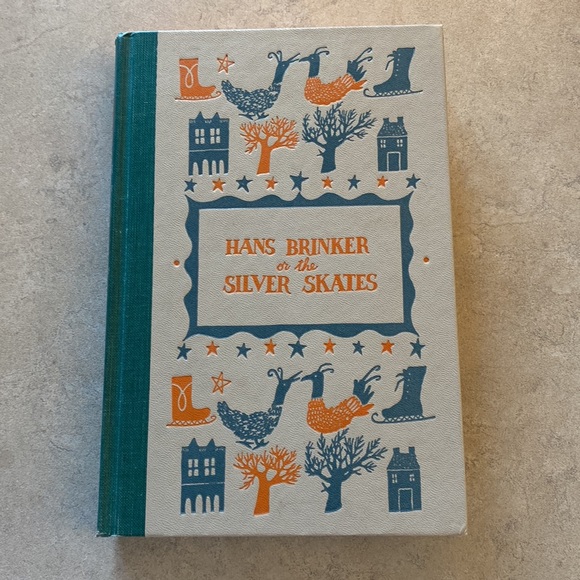 HANS BRINKER
or the
SILVER SKATES